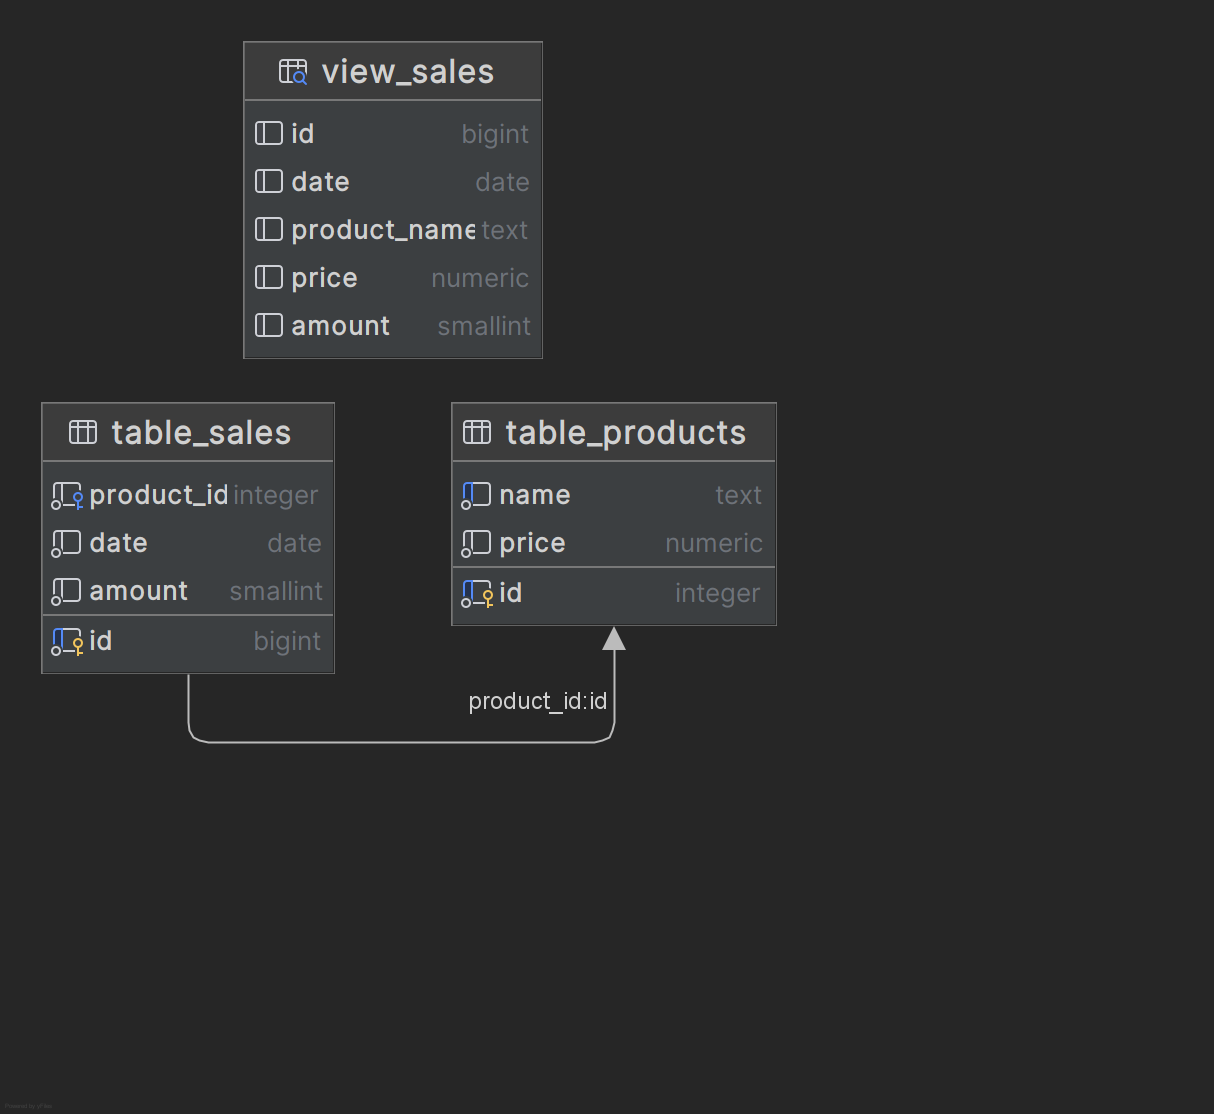 view_sales
id bigint
date date
product_name text
price numeric
amount smallint
table_sales
product_id integer
date date
amount smallint
id bigint
table_products
name text
price numeric
id integer
product_id:id
Powered by yFiles